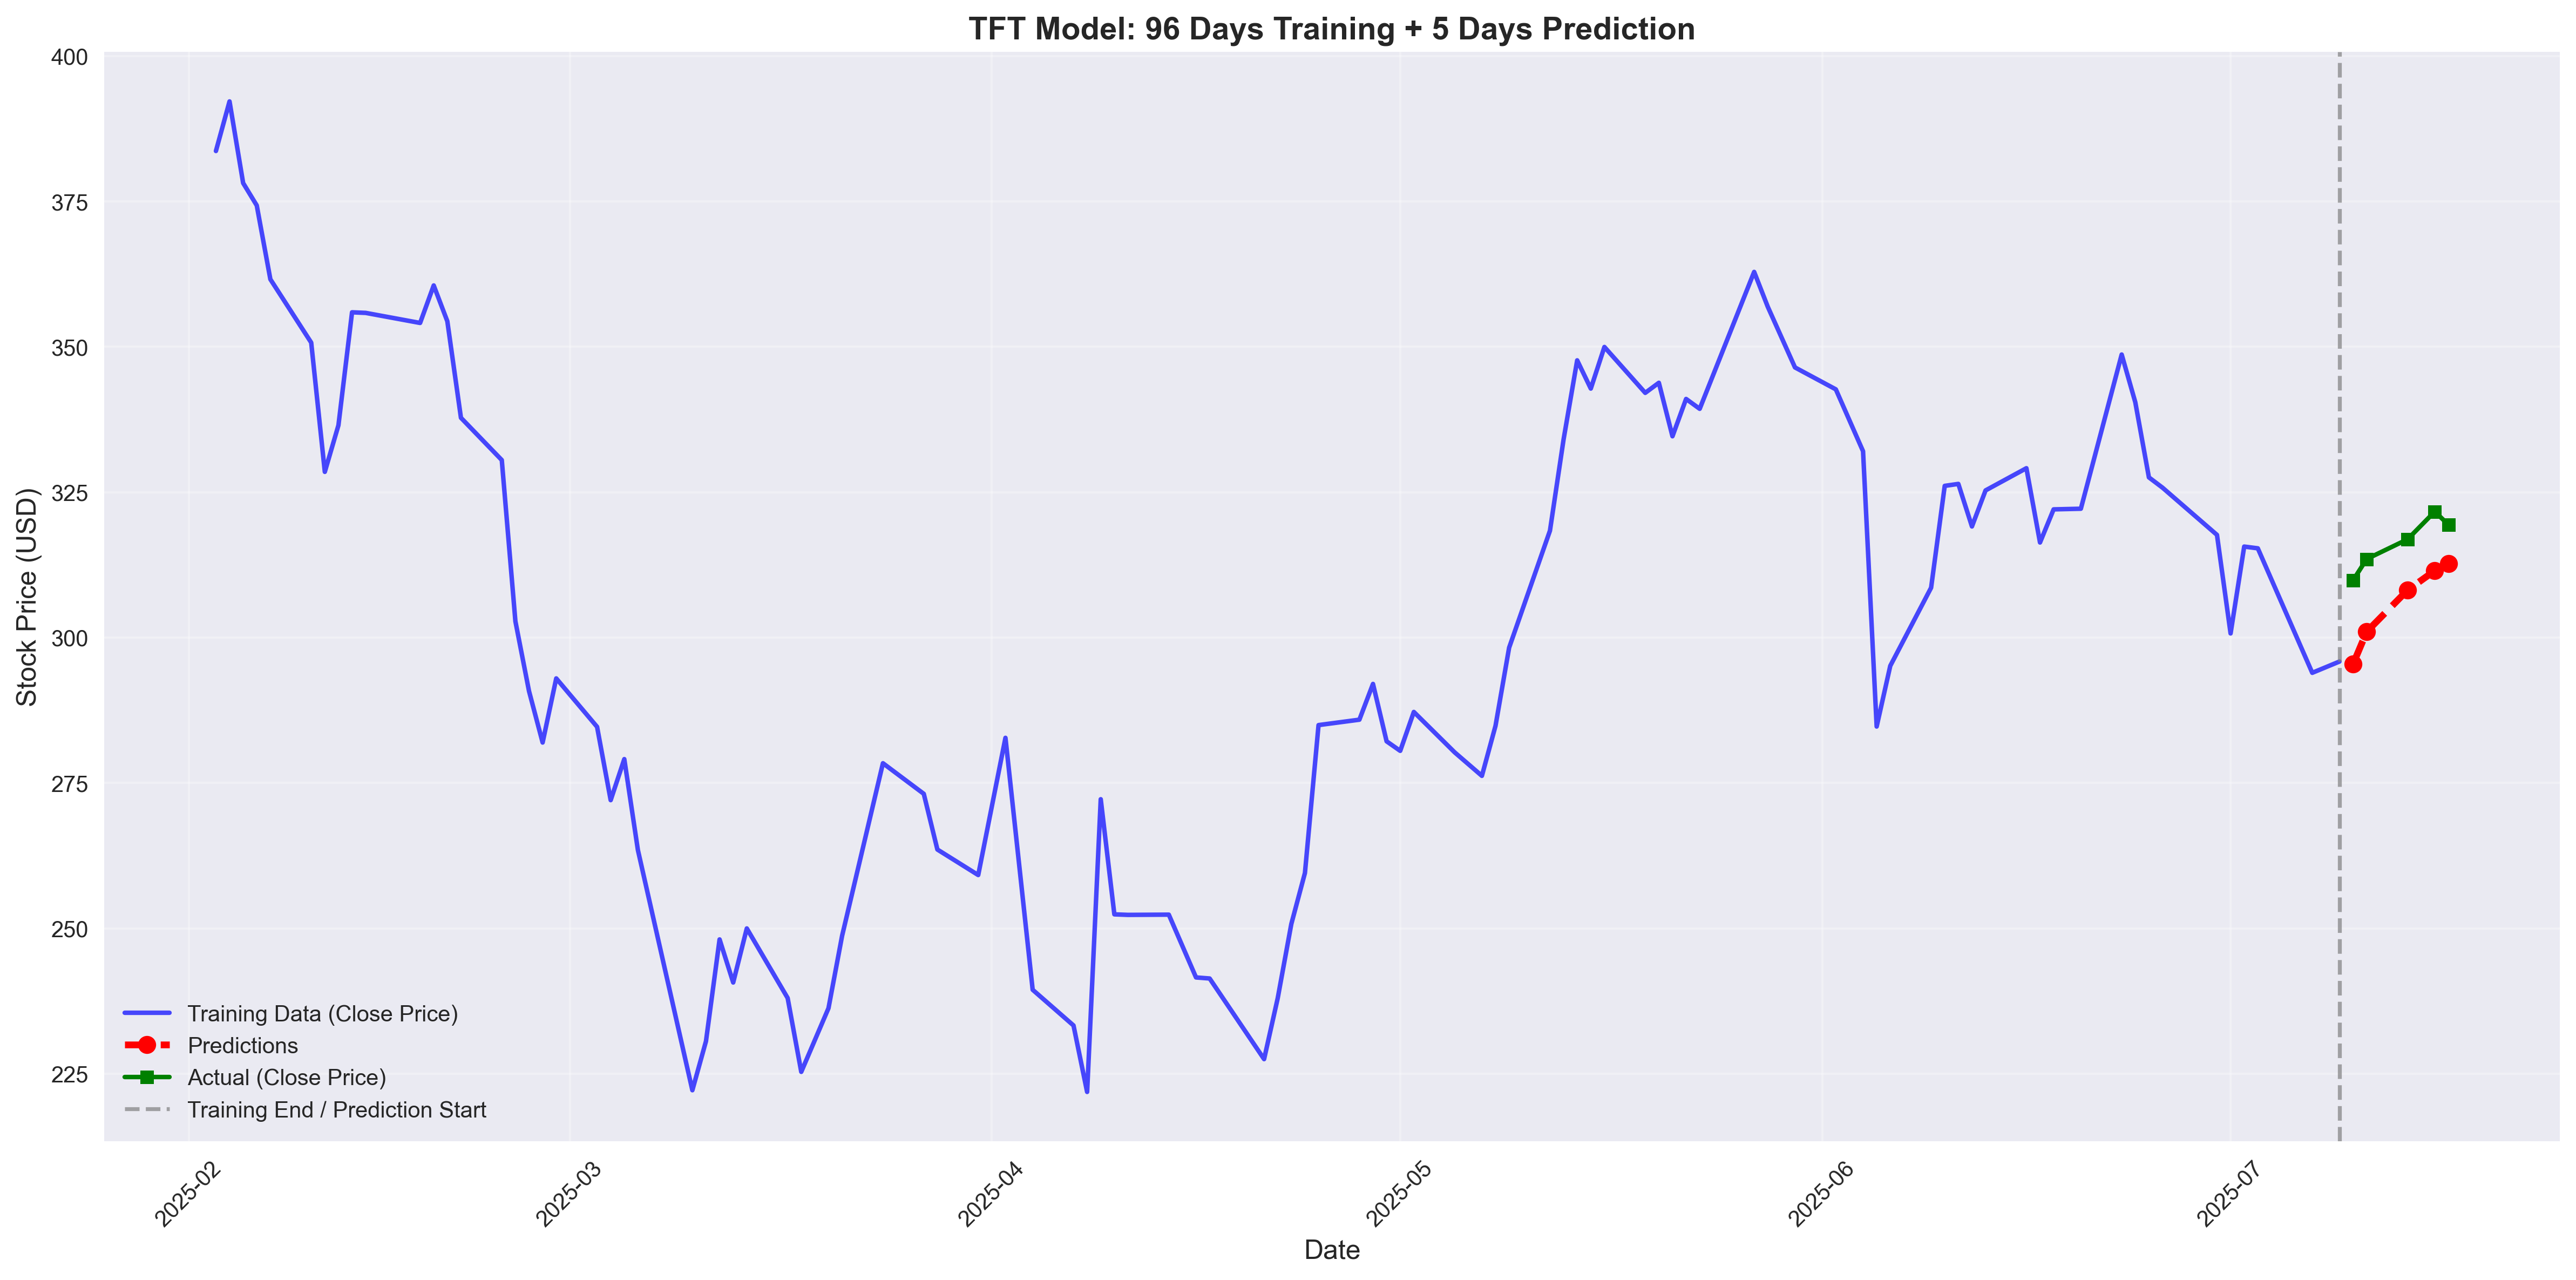 TFT Model: 96 Days Training + 5 Days Prediction
Stock Price (USD)
400
375
350
325
300
275
250
225
Training Data (Close Price)
Predictions
Actual (Close Price)
Training End / Prediction Start
2025-02
2025-03
2025-04
2025-05
2025-06
2025-07
Date